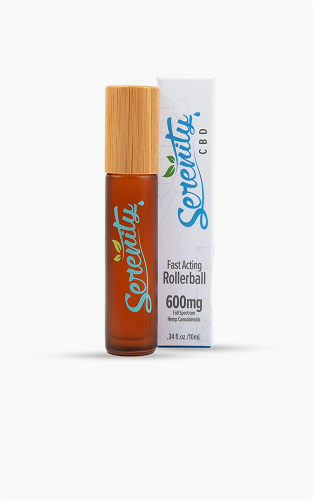 Serenity
Serenity
CBD
Fast Acting
Rollerball
600mg
Full Spectrum
Hemp Cannabinoids
.34 fl.oz./10mL